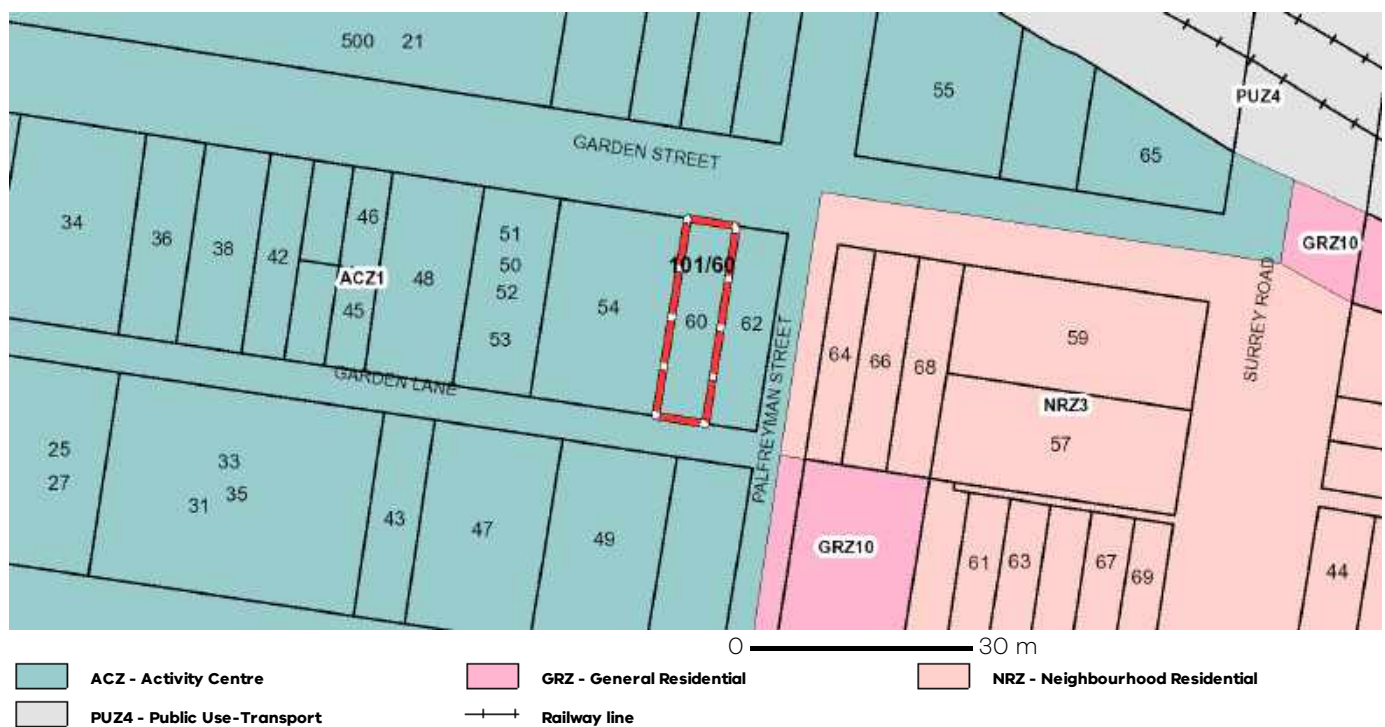 500 21
55
PUZ4
GARDEN STREET
65
34
36
38
42
46
ACZ1
45
48
51
50
52
53
54
101/60
60
62
GRZ10
GARDEN LANE
PALFREYMAN STREET
64
66
68
59
NRZ3
57
SURREY ROAD
25
27
33
31 35
43
47
49
GRZ10
61
63
67
69
44
0 30 m
ACZ - Activity Centre
GRZ - General Residential
NRZ - Neighbourhood Residential
PUZ4 - Public Use-Transport
Railway line